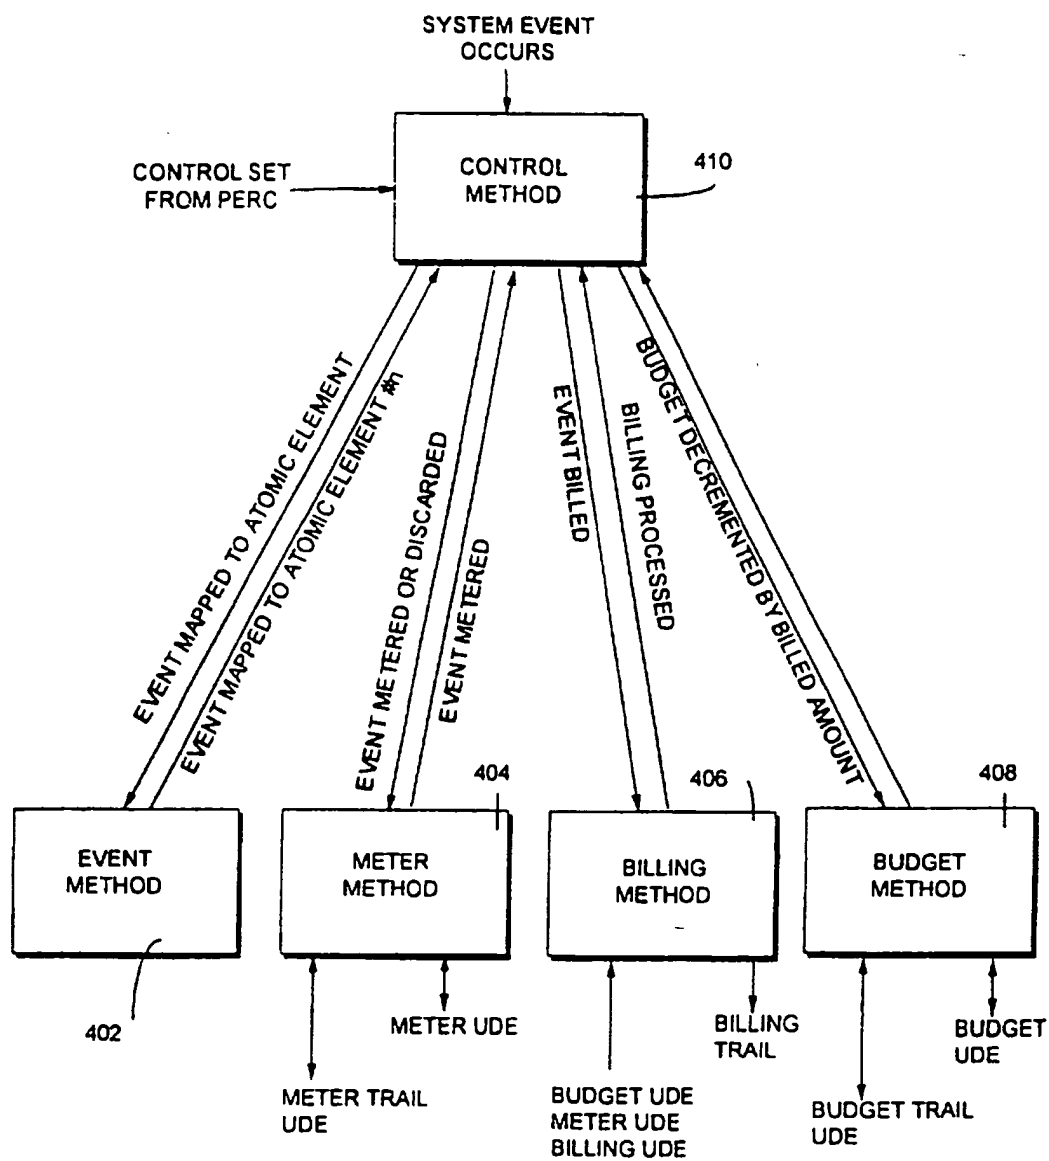 SYSTEM EVENT
OCCURS
CONTROL SET
FROM PERC
CONTROL
METHOD
410
EVENT MAPPED TO ATOMIC ELEMENT
EVENT MAPPED TO ATOMIC ELEMENT #n
EVENT METERED OR DISCARDED
EVENT METERED
EVENT BILLED
BILLING PROCESSED
BUDGET DECREMENTED BY BILLED AMOUNT
404
406
408
EVENT
METHOD
METER
METHOD
BILLING
METHOD
BUDGET
METHOD
402
METER UDE
METER TRAIL
UDE
BUDGET UDE
METER UDE
BILLING UDE
BILLING
TRAIL
BUDGET
UDE
BUDGET TRAIL
UDE